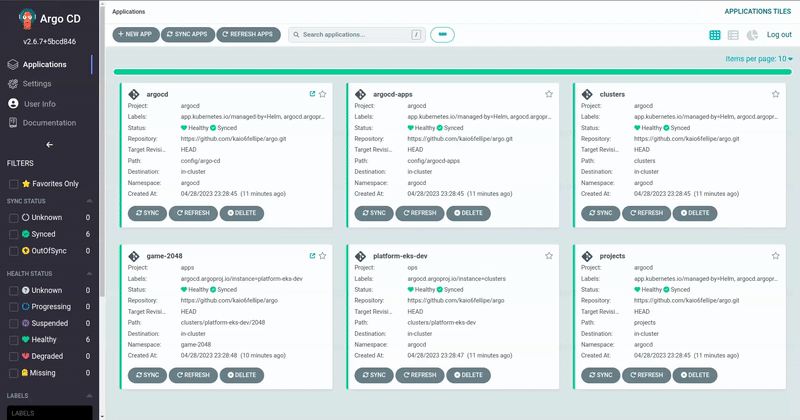 Argo CD
v2.6.7+5bcd846
Applications
Settings
User Info
Documentation
FILTERS
Favorites Only
SYNC STATUS
Unknown 0
Synced 6
OutOfSync 0
HEALTH STATUS
Unknown 0
Progressing 0
Suspended 0
Healthy 6
Degraded 0
Missing 0
LABELS
LABELS
Applications
APPLICATIONS TILES
+ NEW APP
SYNC APPS
REFRESH APPS
Search applications...
/
Log out
Items per page: 10
argocd
Project: argocd
Labels: app.kubernetes.io/managed-by=Helm, argocd.argopr...
Status: Healthy Synced
Repository: https://github.com/kaio6fellipe/argo.git
Target Revisi... HEAD
Path: config/argo-cd
Destination: in-cluster
Namespace: argocd
Created At: 04/28/2023 23:28:45 (11 minutes ago)
SYNC REFRESH DELETE
argocd-apps
Project: argocd
Labels: app.kubernetes.io/managed-by=Helm, argocd.argopr...
Status: Healthy Synced
Repository: https://github.com/kaio6fellipe/argo.git
Target Revisi... HEAD
Path: config/argocd-apps
Destination: in-cluster
Namespace: argocd
Created At: 04/28/2023 23:28:45 (11 minutes ago)
SYNC REFRESH DELETE
clusters
Project: argocd
Labels: app.kubernetes.io/managed-by=Helm, argocd.argopr...
Status: Healthy Synced
Repository: https://github.com/kaio6fellipe/argo.git
Target Revisi... HEAD
Path: clusters
Destination: in-cluster
Namespace: argocd
Created At: 04/28/2023 23:28:45 (11 minutes ago)
SYNC REFRESH DELETE
game-2048
Project: apps
Labels: argocd.argoproj.io/instance=platform-eks-dev
Status: Healthy Synced
Repository: https://github.com/kaio6fellipe/argo
Target Revisi... HEAD
Path: clusters/platform-eks-dev/2048
Destination: in-cluster
Namespace: game-2048
Created At: 04/28/2023 23:28:48 (10 minutes ago)
SYNC REFRESH DELETE
platform-eks-dev
Project: ops
Labels: argocd.argoproj.io/instance=clusters
Status: Healthy Synced
Repository: https://github.com/kaio6fellipe/argo
Target Revisi... HEAD
Path: clusters/platform-eks-dev
Destination: in-cluster
Namespace: argocd
Created At: 04/28/2023 23:28:47 (11 minutes ago)
SYNC REFRESH DELETE
projects
Project: argocd
Labels: app.kubernetes.io/managed-by=Helm, argocd.argopr...
Status: Healthy Synced
Repository: https://github.com/kaio6fellipe/argo.git
Target Revisi... HEAD
Path: projects
Destination: in-cluster
Namespace: argocd
Created At: 04/28/2023 23:28:45 (11 minutes ago)
SYNC REFRESH DELETE